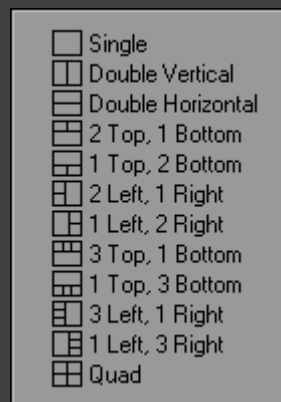 Single
Double Vertical
Double Horizontal
2 Top, 1 Bottom
1 Top, 2 Bottom
2 Left, 1 Right
1 Left, 2 Right
3 Top, 1 Bottom
1 Top, 3 Bottom
3 Left, 1 Right
1 Left, 3 Right
Quad